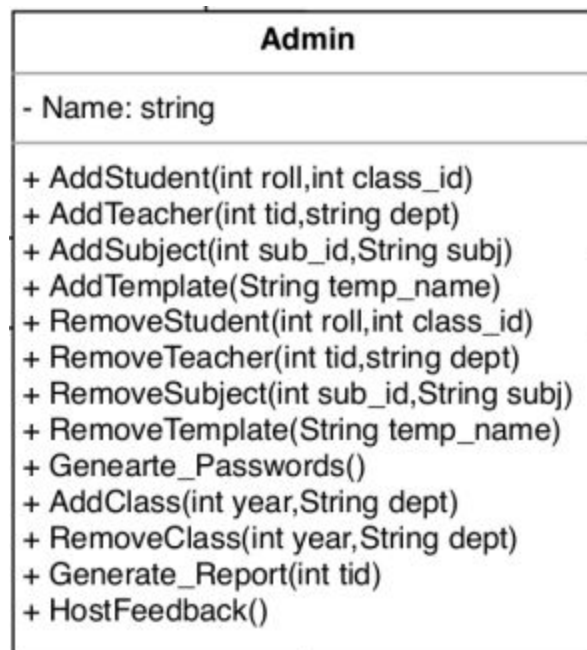 Admin
- Name: string
+ AddStudent(int roll,int class_id)
+ AddTeacher(int tid,string dept)
+ AddSubject(int sub_id,String subj)
+ AddTemplate(String temp_name)
+ RemoveStudent(int roll,int class_id)
+ RemoveTeacher(int tid,string dept)
+ RemoveSubject(int sub_id,String subj)
+ RemoveTemplate(String temp_name)
+ Genearte_Passwords()
+ AddClass(int year,String dept)
+ RemoveClass(int year,String dept)
+ Generate_Report(int tid)
+ HostFeedback()